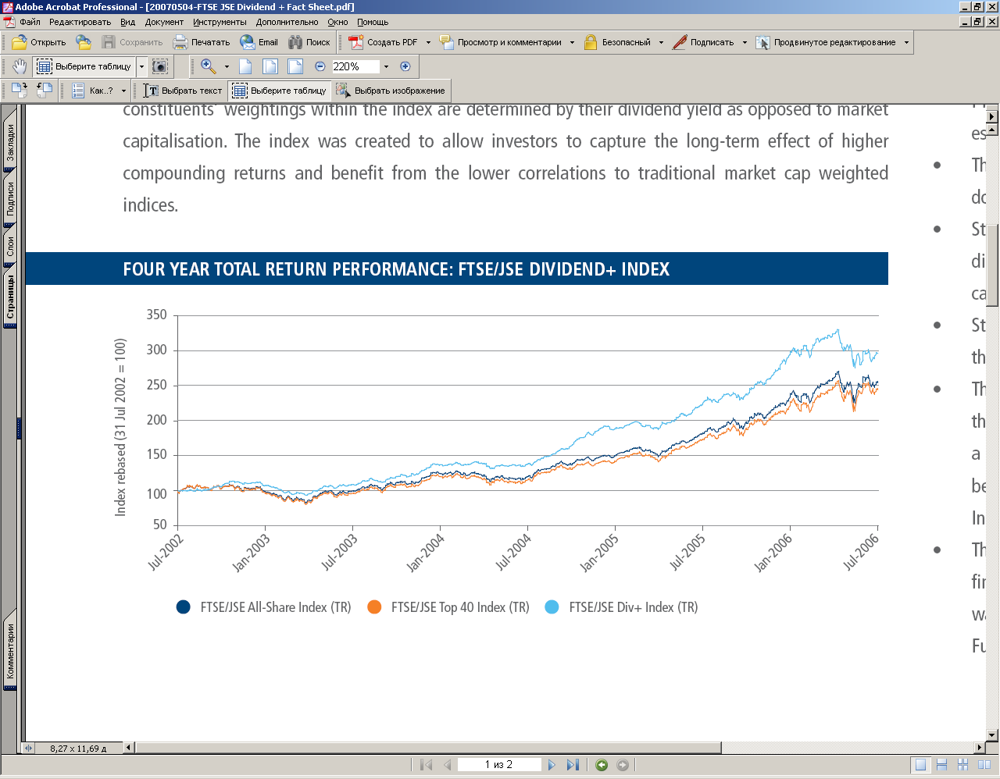 Adobe Acrobat Professional - [20070504-FTSE JSE Dividend + Fact Sheet.pdf]
Файл Редактировать Вид Документ Инструменты Дополнительно Окно Помощь
Открыть Сохранить Печатать Email Поиск Создать PDF Просмотр и комментарии Безопасный Подписать Продвинутое редактирование
Выберите таблицу 220%
Как..? Выбрать текст Выберите таблицу Выбрать изображение
Закладки
Подписи
Слои
Страницы
Комментарии
constituents' weightings within the index are determined by their dividend yield as opposed to market
capitalisation. The index was created to allow investors to capture the long-term effect of higher
compounding returns and benefit from the lower correlations to traditional market cap weighted
indices.
FOUR YEAR TOTAL RETURN PERFORMANCE: FTSE/JSE DIVIDEND+ INDEX
Index rebased (31 Jul 2002 = 100)
350
300
250
200
150
100
50
Jul-2002 Jan-2003 Jul-2003 Jan-2004 Jul-2004 Jan-2005 Jul-2005 Jan-2006 Jul-2006
FTSE/JSE All-Share Index (TR) FTSE/JSE Top 40 Index (TR) FTSE/JSE Div+ Index (TR)
es
• Th
do
• St
di
ca
• St
th
• Th
th
a
be
In
• Th
fir
wa
Fu
8,27 x 11,69 д
1 из 2